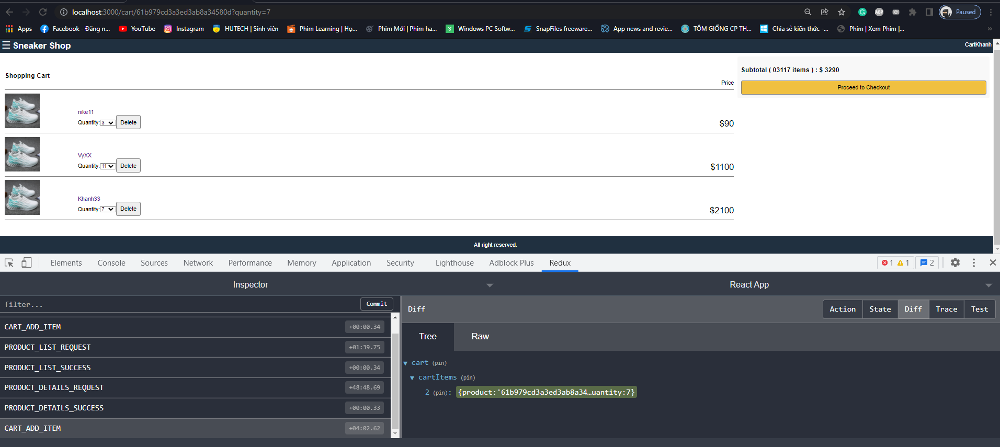 localhost:3000/cart/61b979cd3a3ed3ab8a34580d?quantity=7
ABP
Paused
Apps
Facebook - Đăng n...
YouTube
Instagram
HUTECH | Sinh viên
Phim Learning | Họ...
Phim Mới | Phim ha...
Windows PC Softw...
SnapFiles freeware...
App news and revie...
TÔM GIỐNG CP TH...
Chia sẻ kiến thức -...
Phim | Xem Phim |...
»
☰ Sneaker Shop
CartKhanh
Shopping Cart
Price
Subtotal ( 03117 items ) : $ 3290
Proceed to Checkout
nike11
Quantity:3 Delete
$90
VyXX
Quantity:11 Delete
$1100
Khanh33
Quantity:7 Delete
$2100
All right reserved.
Elements Console Sources Network Performance Memory Application Security Lighthouse Adblock Plus Redux
1 1 2
Inspector
React App
filter...
Commit
CART_ADD_ITEM +00:00.34
PRODUCT_LIST_REQUEST +01:39.75
PRODUCT_LIST_SUCCESS +00:00.34
PRODUCT_DETAILS_REQUEST +48:48.69
PRODUCT_DETAILS_SUCCESS +00:00.33
CART_ADD_ITEM +04:02.62
Diff
Action State Diff Trace Test
Tree Raw
cart (pin)
cartItems (pin)
2 (pin): {product:'61b979cd3a3ed3ab8a34…uantity:7}